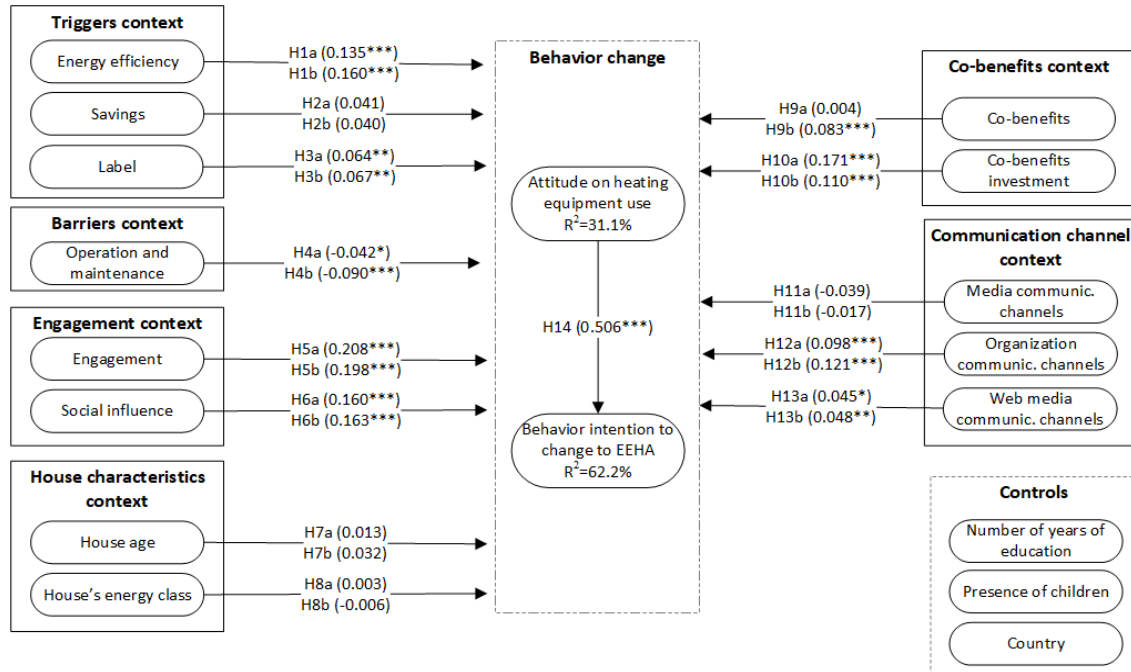 Triggers context
Energy efficiency
Savings
Label
H1a (0.135***)
H1b (0.160***)
H2a (0.041)
H2b (0.040)
H3a (0.064**)
H3b (0.067**)
Barriers context
Operation and
maintenance
H4a (-0.042*)
H4b (-0.090***)
Engagement context
Engagement
Social influence
H5a (0.208***)
H5b (0.198***)
H6a (0.160***)
H6b (0.163***)
House characteristics
context
House age
House's energy class
H7a (0.013)
H7b (0.032)
H8a (0.003)
H8b (-0.006)
Behavior change
Attitude on heating
equipment use
R²=31.1%
H14 (0.506***)
Behavior intention to
change to EEHA
R²=62.2%
Co-benefits context
H9a (0.004)
H9b (0.083***)
Co-benefits
H10a (0.171***)
H10b (0.110***)
Co-benefits
investment
Communication channel
context
H11a (-0.039)
H11b (-0.017)
Media communic.
channels
H12a (0.098***)
H12b (0.121***)
Organization
communic. channels
H13a (0.045*)
H13b (0.048**)
Web media
communic. channels
Controls
Number of years of
education
Presence of children
Country